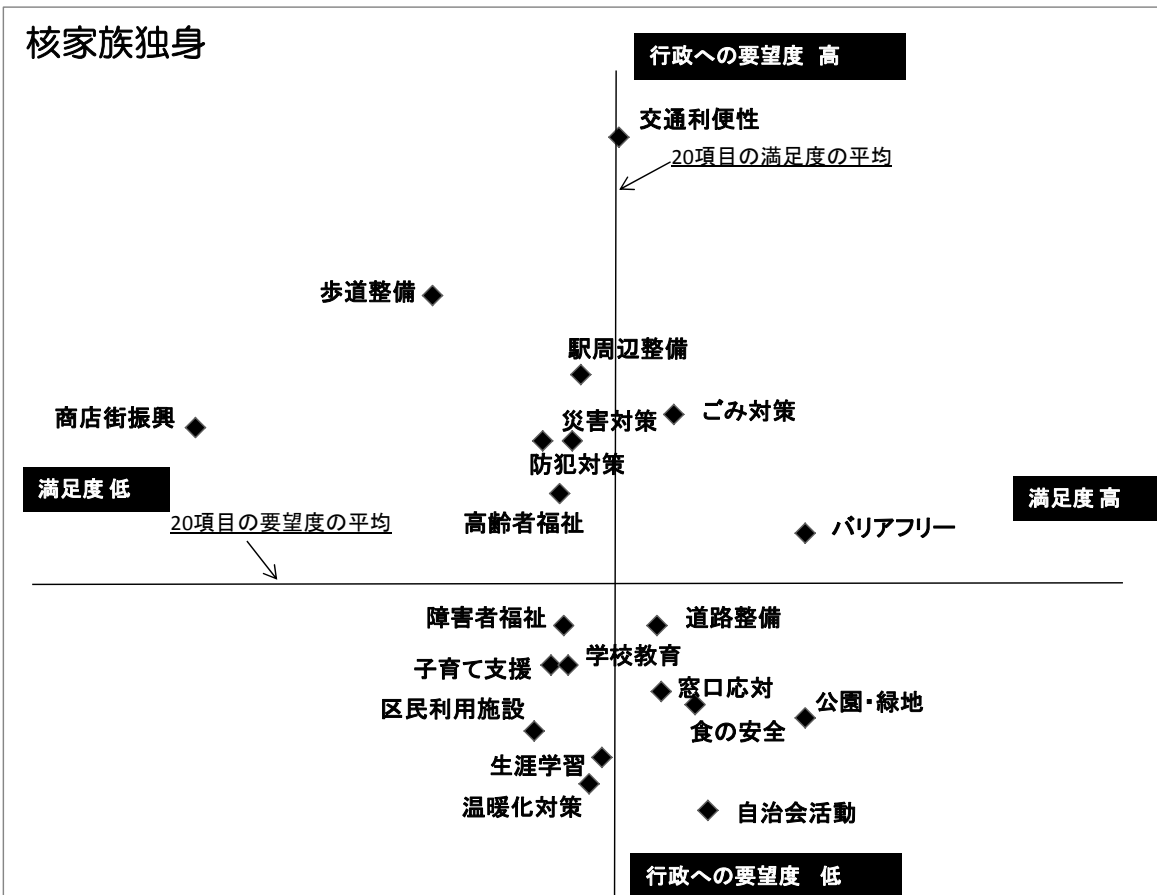 核家族独身
行政への要望度 高
交通利便性
20項目の満足度の平均
歩道整備
駅周辺整備
商店街振興
災害対策
ごみ対策
防犯対策
満足度 低
満足度 高
20項目の要望度の平均
高齢者福祉
バリアフリー
障害者福祉
道路整備
子育て支援
学校教育
区民利用施設
窓口応対
公園・緑地
食の安全
生涯学習
温暖化対策
自治会活動
行政への要望度 低